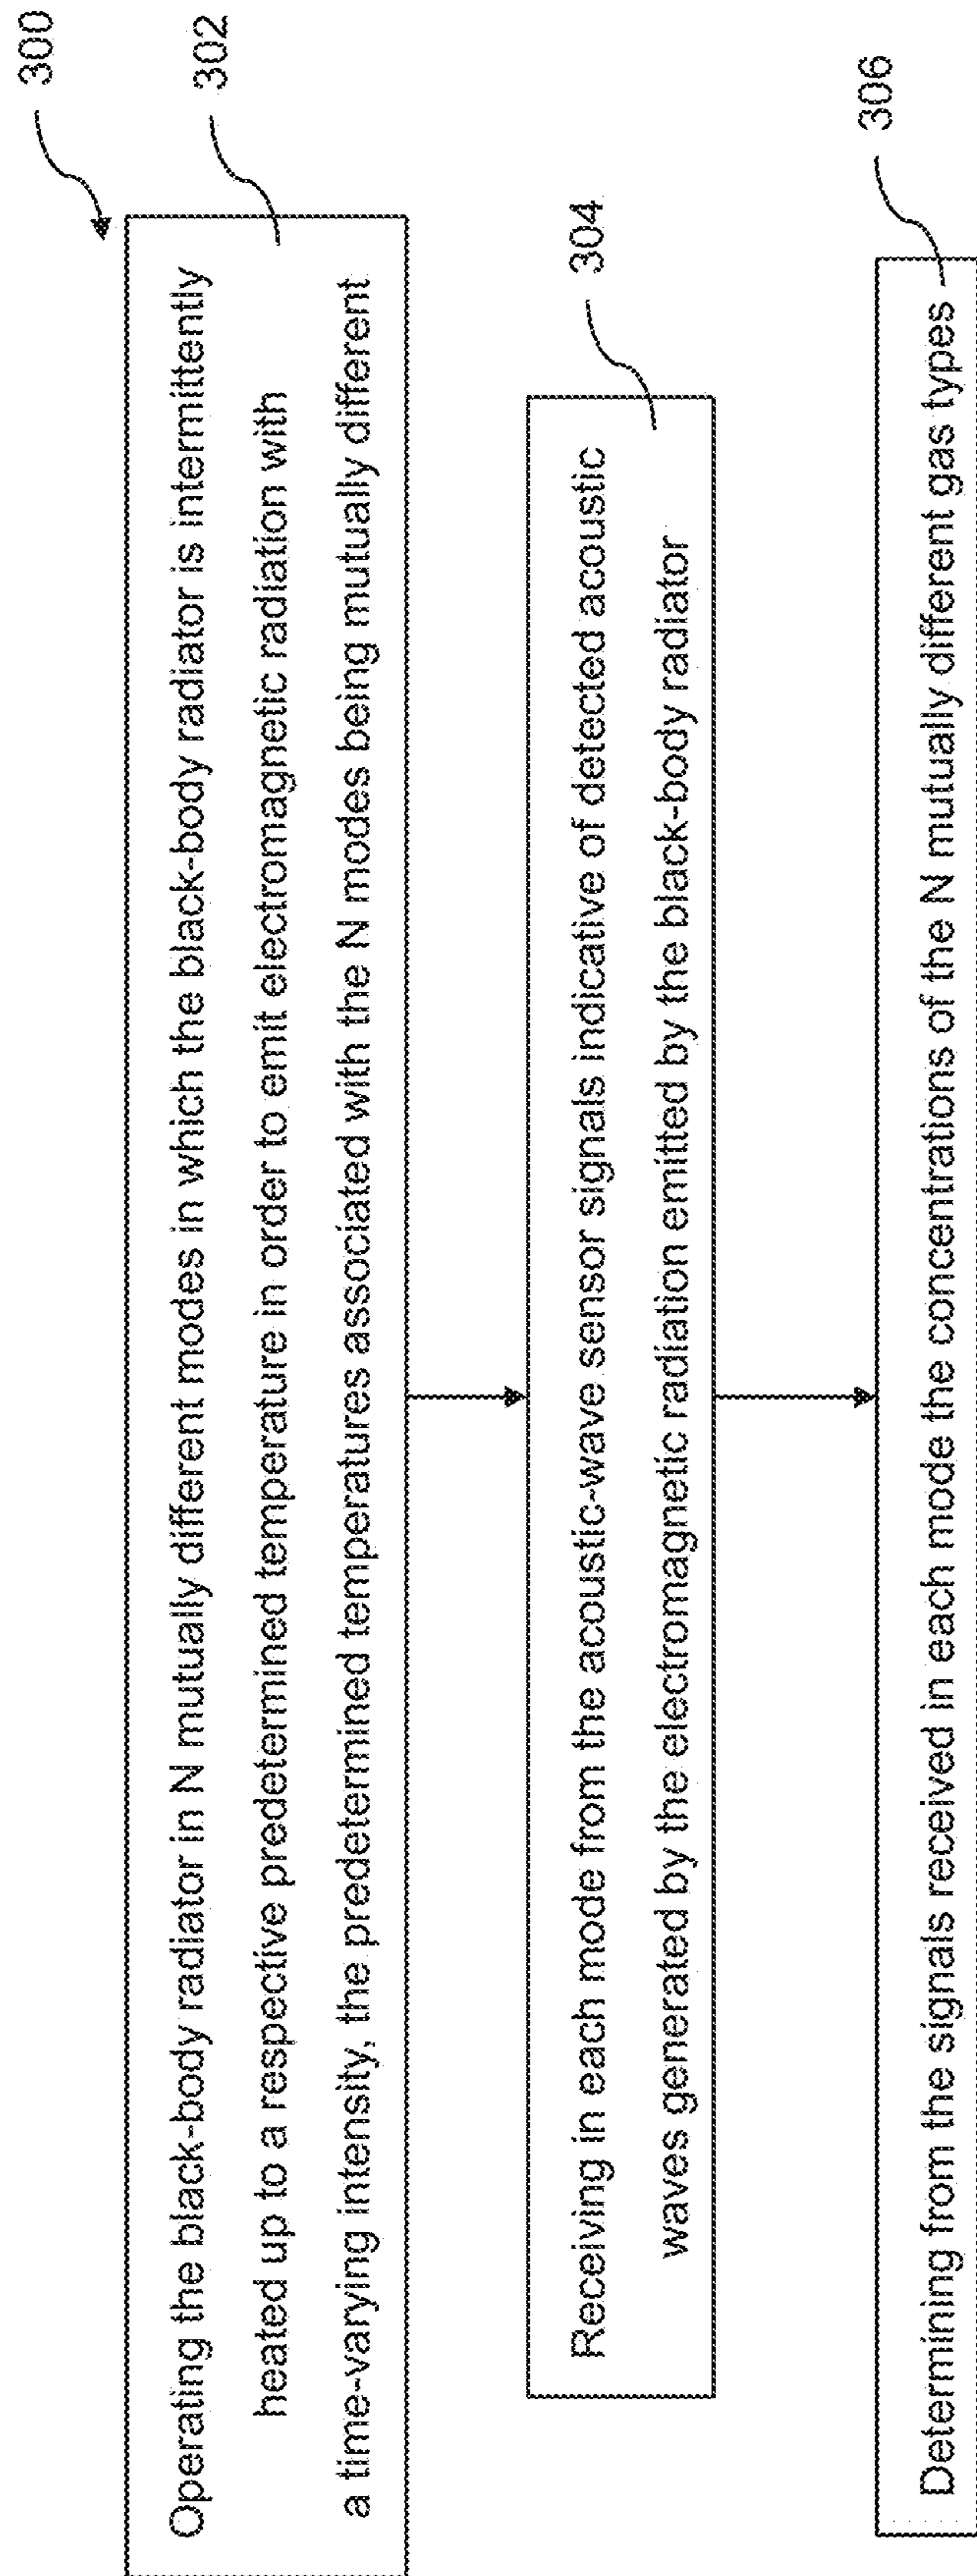 300
302
Operating the black-body radiator in N mutually different modes in which the black-body radiator is intermittently
heated up to a respective predetermined temperature in order to emit electromagnetic radiation with
a time-varying intensity, the predetermined temperatures associated with the N modes being mutually different
304
Receiving in each mode from the acoustic-wave sensor signals indicative of detected acoustic
waves generated by the electromagnetic radiation emitted by the black-body radiator
306
Determining from the signals received in each mode the concentrations of the N mutually different gas types